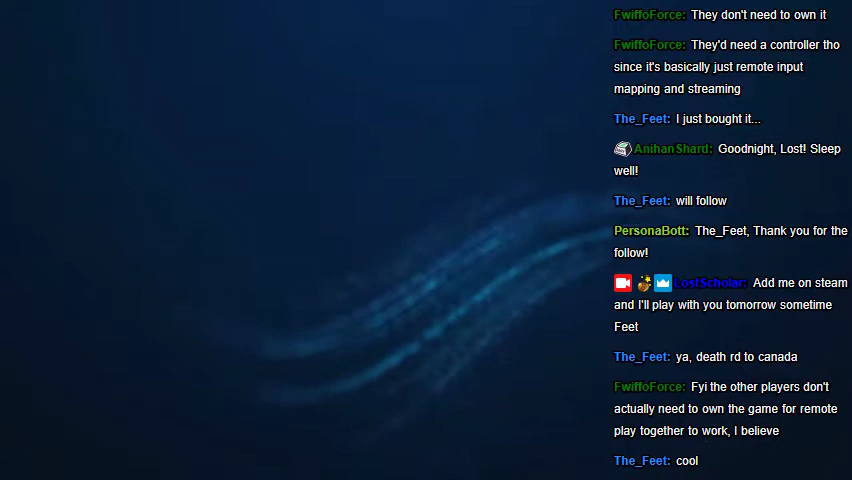 FwiffoForce: They don't need to own it
FwiffoForce: They'd need a controller tho
since it's basically just remote input
mapping and streaming
The_Feet: I just bought it...
AnihanShard: Goodnight, Lost! Sleep
well!
The_Feet: will follow
PersonaBott: The_Feet, Thank you for the
follow!
LostScholar: Add me on steam
and I'll play with you tomorrow sometime
Feet
The_Feet: ya, death rd to canada
FwiffoForce: Fyi the other players don't
actually need to own the game for remote
play together to work, I believe
The_Feet: cool